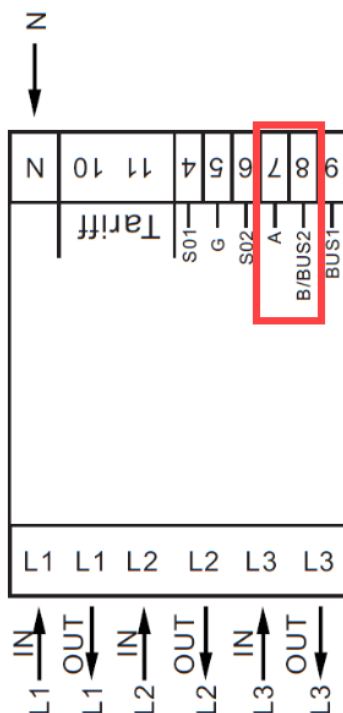 N
N 10 11 4 5 6 7 8 9
Tariff
S01
G
S02
A
B/BUS2
BUS1
L1 L1 L2 L2 L3 L3
IN OUT IN OUT IN OUT
L1 L1 L2 L2 L3 L3